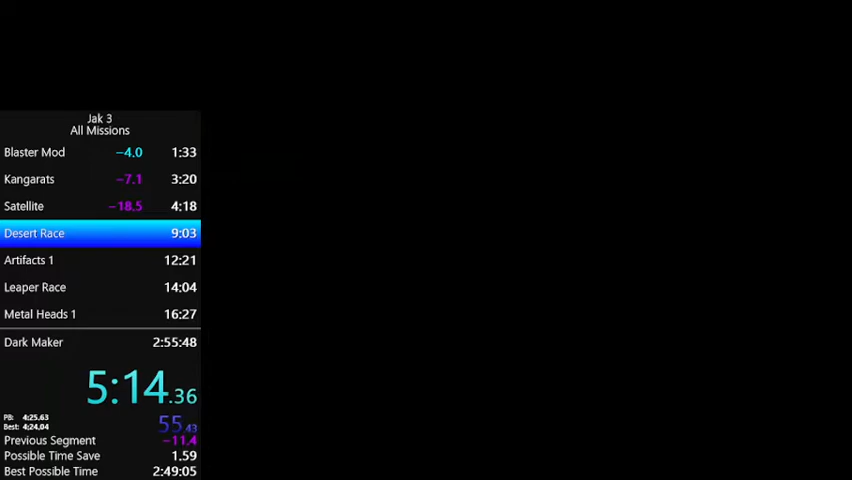 Jak 3
All Missions
Blaster Mod −4.0 1:33
Kangarats −7.1 3:20
Satellite −18.5 4:18
Desert Race 9:03
Artifacts 1 12:21
Leaper Race 14:04
Metal Heads 1 16:27
Dark Maker 2:55:48
5:14.36
PB: 4:25.63
Best: 4:24.04
55.43
Previous Segment −11.4
Possible Time Save 1.59
Best Possible Time 2:49:05